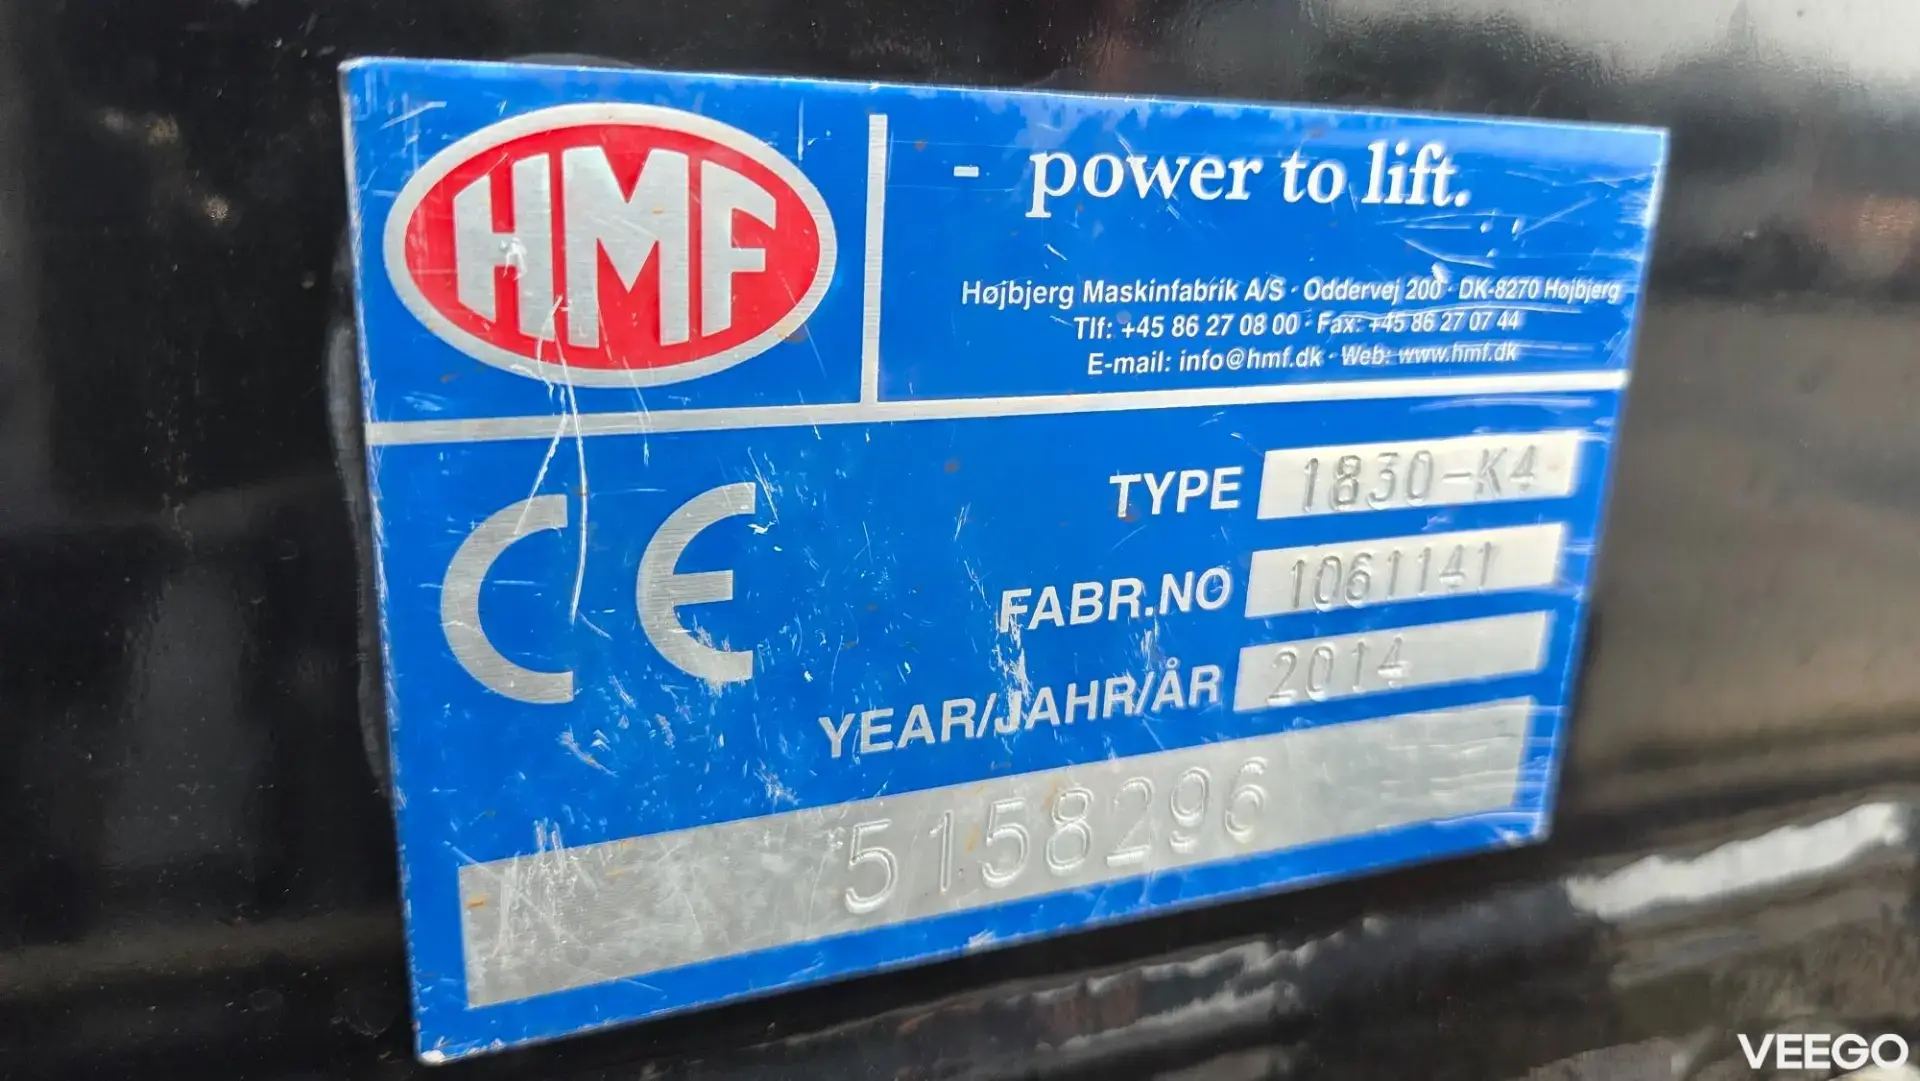 HMF
- power to lift.
Højbjerg Maskinfabrik A/S · Oddervej 200 · DK-8270 Højbjerg
Tlf: +45 86 27 08 00 · Fax: +45 86 27 07 44
E-mail: info@hmf.dk · Web: www.hmf.dk
CE
TYPE 1830-K4
FABR.NO 1061141
YEAR/JAHR/ÅR 2014
5158296
VEEGO